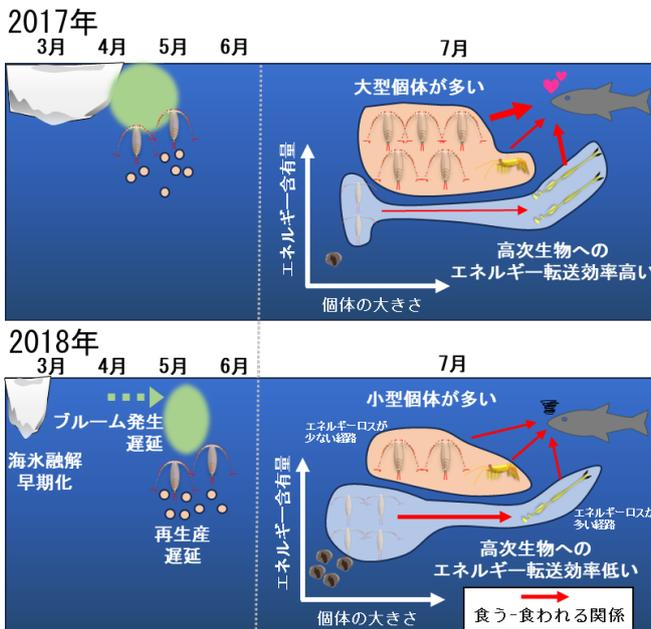 2017年
3月 4月 5月 6月 7月
大型個体が多い
エネルギー含有量
高次生物への
エネルギー転送効率高い
個体の大きさ
2018年
3月 4月 5月 6月 7月
小型個体が多い
ブルーム発生
遅延
エネルギーロスが
少ない経路
海氷融解
早期化
エネルギー含有量
エネルギーロスが
多い経路
再生産
遅延
高次生物への
エネルギー転送効率低い
個体の大きさ
食う-食われる関係